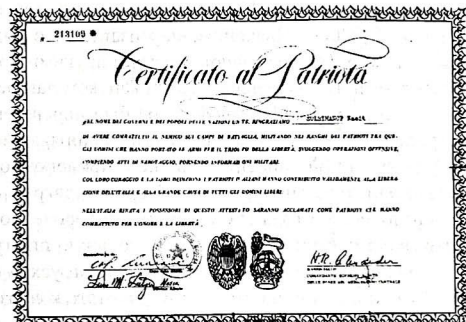 213109
Certificato al Patriota
NEL NOME DEI GOVERNI E DEI POPOLI DELLE NAZIONI UNITE, RINGRAZIAMO
DI AVERE COMBATTUTO IL NEMICO SUI CAMPI DI BATTAGLIA, MILITANDO NEI RANGHI DEI PATRIOTI TRA QUE-
GLI UOMINI CHE HANNO PORTATO LE ARMI PER IL TRIONFO DELLA LIBERTÀ, SVOLGENDO OPERAZIONI OFFENSIVE,
COMPIENDO ATTI DI SABOTAGGIO, FORNENDO INFORMAZIONI MILITARI.
COL LORO CORAGGIO E LA LORO DEDIZIONE I PATRIOTI ITALIANI HANNO CONTRIBUITO VALIDAMENTE ALLA LIBERA-
ZIONE DELL'ITALIA E ALLA GRANDE CAUSA DI TUTTI GLI UOMINI LIBERI.
NELL'ITALIA RINATA I POSSESSORI DI QUESTO ATTESTATO SARANNO ACCLAMATI COME PATRIOTI CHE HANNO
COMBATTUTO PER L'ONORE E LA LIBERTÀ.
H.R. Alexander